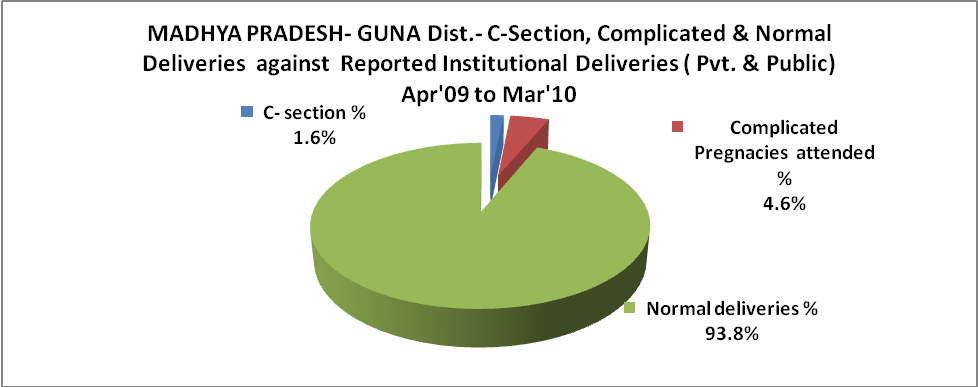 MADHYA PRADESH- GUNA Dist.- C-Section, Complicated & Normal
Deliveries against Reported Institutional Deliveries ( Pvt. & Public)
Apr'09 to Mar'10
C- section %
1.6%
Complicated
Pregnacies attended
%
4.6%
Normal deliveries %
93.8%